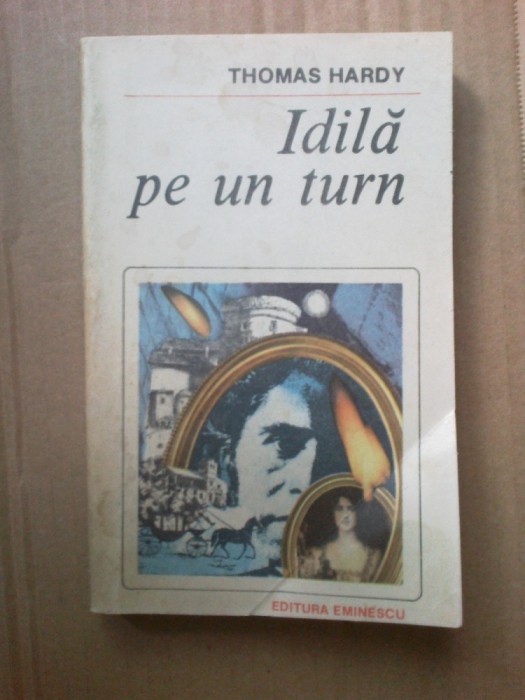 THOMAS HARDY
Idilă
pe un turn
EDITURA EMINESCU